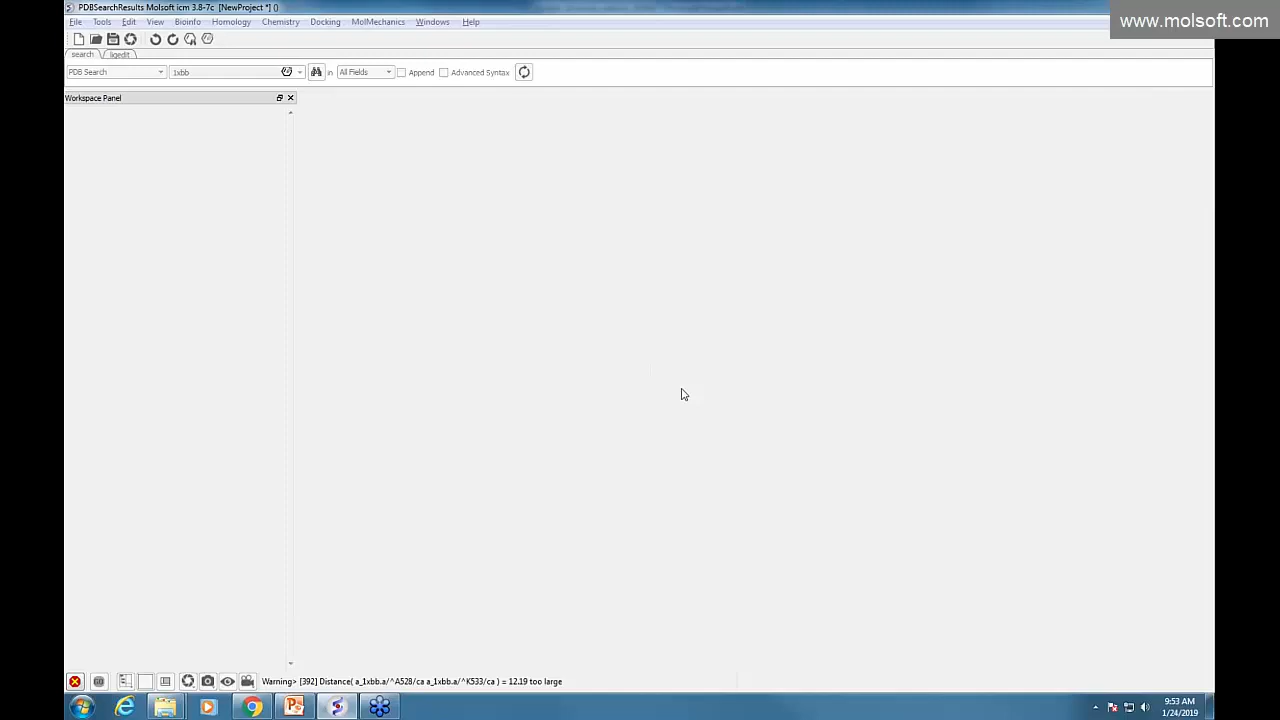 PDBSearchResults Molsoft icm 3.8-7c [NewProject *] ()
www.molsoft.com
File Tools Edit View Bioinfo Homology Chemistry Docking MolMechanics Windows Help
search ligedit
PDB Search 1xbb in All Fields Append Advanced Syntax
Workspace Panel
Warning> [392] Distance( a_1xbb.a/^A528/ca a_1xbb.a/^K533/ca ) = 12.19 too large
9:53 AM
1/24/2019